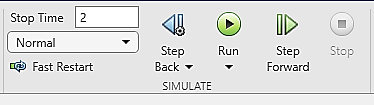 Stop Time 2
Normal
Fast Restart
Step Back
Run
Step Forward
Stop
SIMULATE